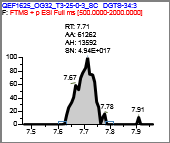 QEF1625_OG32_T3-25-0-3_SC DGTS-34:3
F: FTMS + p ESI Full ms [500.0000-2000.0000]
RT: 7.71
AA: 61262
AH: 13592
SN: 4.94E+017
100
80
60
40
20
0
7.67
7.78
7.91
7.5
7.6
7.7
7.8
7.9